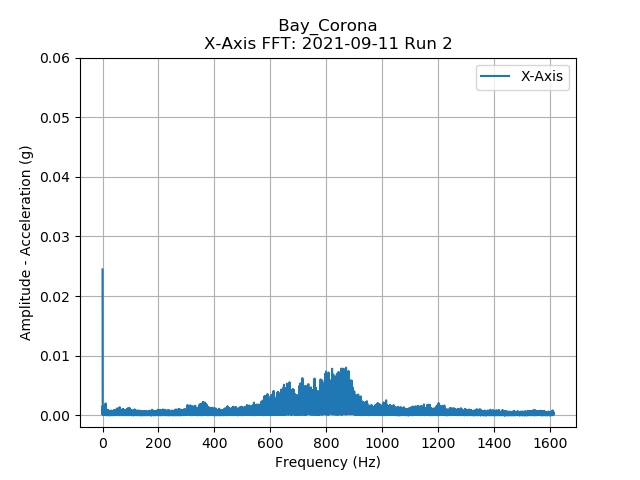 Bay_Corona
X-Axis FFT: 2021-09-11 Run 2
X-Axis
0.06
0.05
0.04
0.03
0.02
0.01
0.00
Amplitude - Acceleration (g)
0 200 400 600 800 1000 1200 1400 1600
Frequency (Hz)